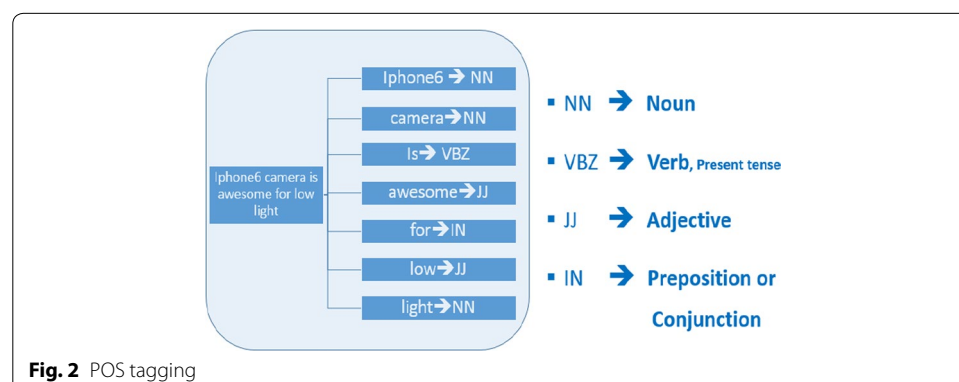 Iphone6 camera is
awesome for low
light
Iphone6 ➔ NN
camera➔NN
Is➔ VBZ
awesome➔JJ
for➔IN
low➔JJ
light➔NN
▪ NN ➔ Noun
▪ VBZ ➔ Verb, Present tense
▪ JJ ➔ Adjective
▪ IN ➔ Preposition or
Conjunction
Fig. 2 POS tagging